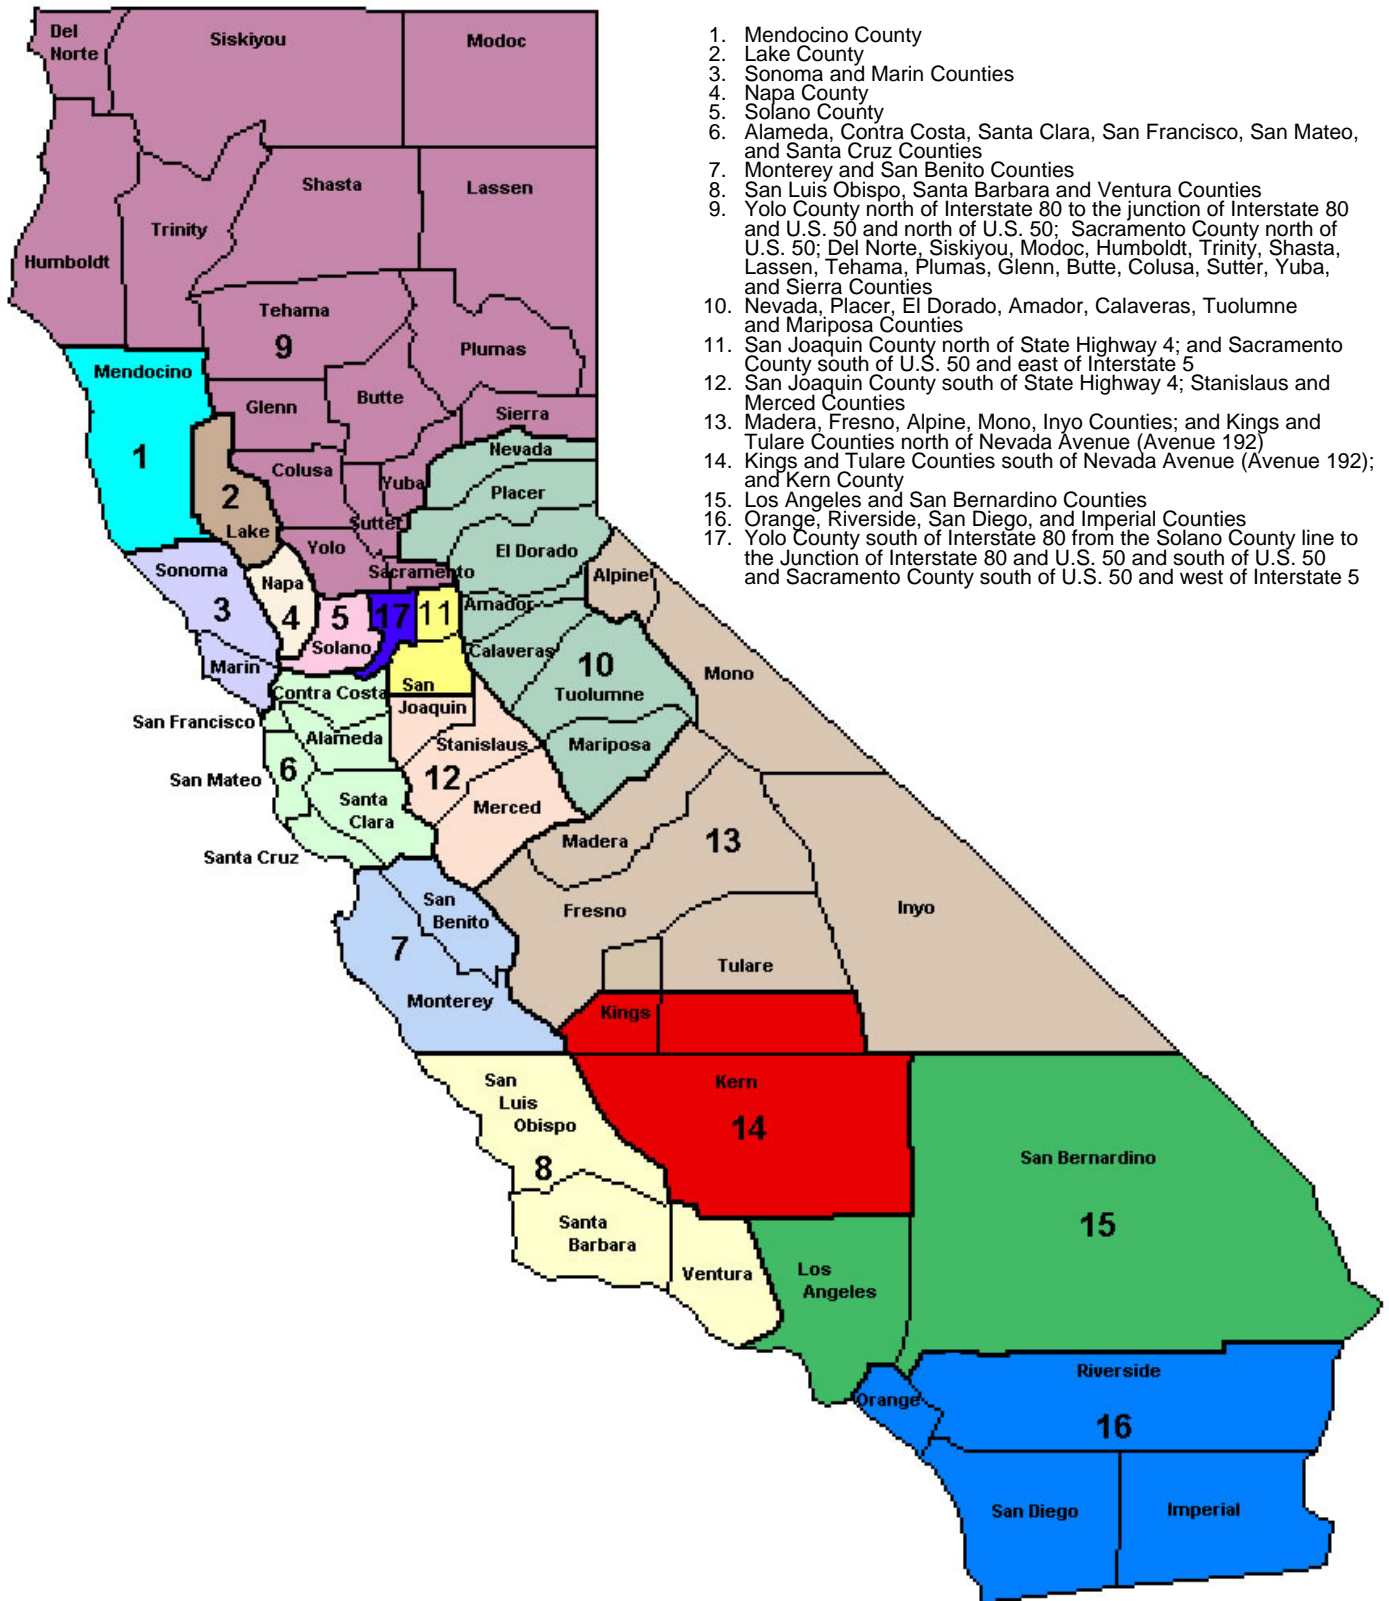 1. Mendocino County
2. Lake County
3. Sonoma and Marin Counties
4. Napa County
5. Solano County
6. Alameda, Contra Costa, Santa Clara, San Francisco, San Mateo,
and Santa Cruz Counties
7. Monterey and San Benito Counties
8. San Luis Obispo, Santa Barbara and Ventura Counties
9. Yolo County north of Interstate 80 to the junction of Interstate 80
and U.S. 50 and north of U.S. 50; Sacramento County north of
U.S. 50; Del Norte, Siskiyou, Modoc, Humboldt, Trinity, Shasta,
Lassen, Tehama, Plumas, Glenn, Butte, Colusa, Sutter, Yuba,
and Sierra Counties
10. Nevada, Placer, El Dorado, Amador, Calaveras, Tuolumne
and Mariposa Counties
11. San Joaquin County north of State Highway 4; and Sacramento
County south of U.S. 50 and east of Interstate 5
12. San Joaquin County south of State Highway 4; Stanislaus and
Merced Counties
13. Madera, Fresno, Alpine, Mono, Inyo Counties; and Kings and
Tulare Counties north of Nevada Avenue (Avenue 192)
14. Kings and Tulare Counties south of Nevada Avenue (Avenue 192);
and Kern County
15. Los Angeles and San Bernardino Counties
16. Orange, Riverside, San Diego, and Imperial Counties
17. Yolo County south of Interstate 80 from the Solano County line to
the Junction of Interstate 80 and U.S. 50 and south of U.S. 50
and Sacramento County south of U.S. 50 and west of Interstate 5
Del
Norte
Siskiyou
Modoc
Shasta
Lassen
Trinity
Humboldt
Tehama
9
Plumas
Mendocino
1
Glenn
Butte
Sierra
Nevada
Colusa
Yuba
Placer
2
Lake
Sutter
Yolo
El Dorado
Sonoma
3
Napa
4
Sacramento
Alpine
5
Solano
17
11
Amador
Calaveras
10
Tuolumne
Marin
Mono
Contra Costa
San
Joaquin
San Francisco
Alameda
Stanislaus
Mariposa
6
San Mateo
12
Merced
Santa
Clara
Santa Cruz
Madera
13
San
Benito
Fresno
Inyo
7
Monterey
Tulare
Kings
San
Luis
Obispo
8
Kern
14
San Bernardino
15
Santa
Barbara
Ventura
Los
Angeles
Riverside
Orange
16
San Diego
Imperial